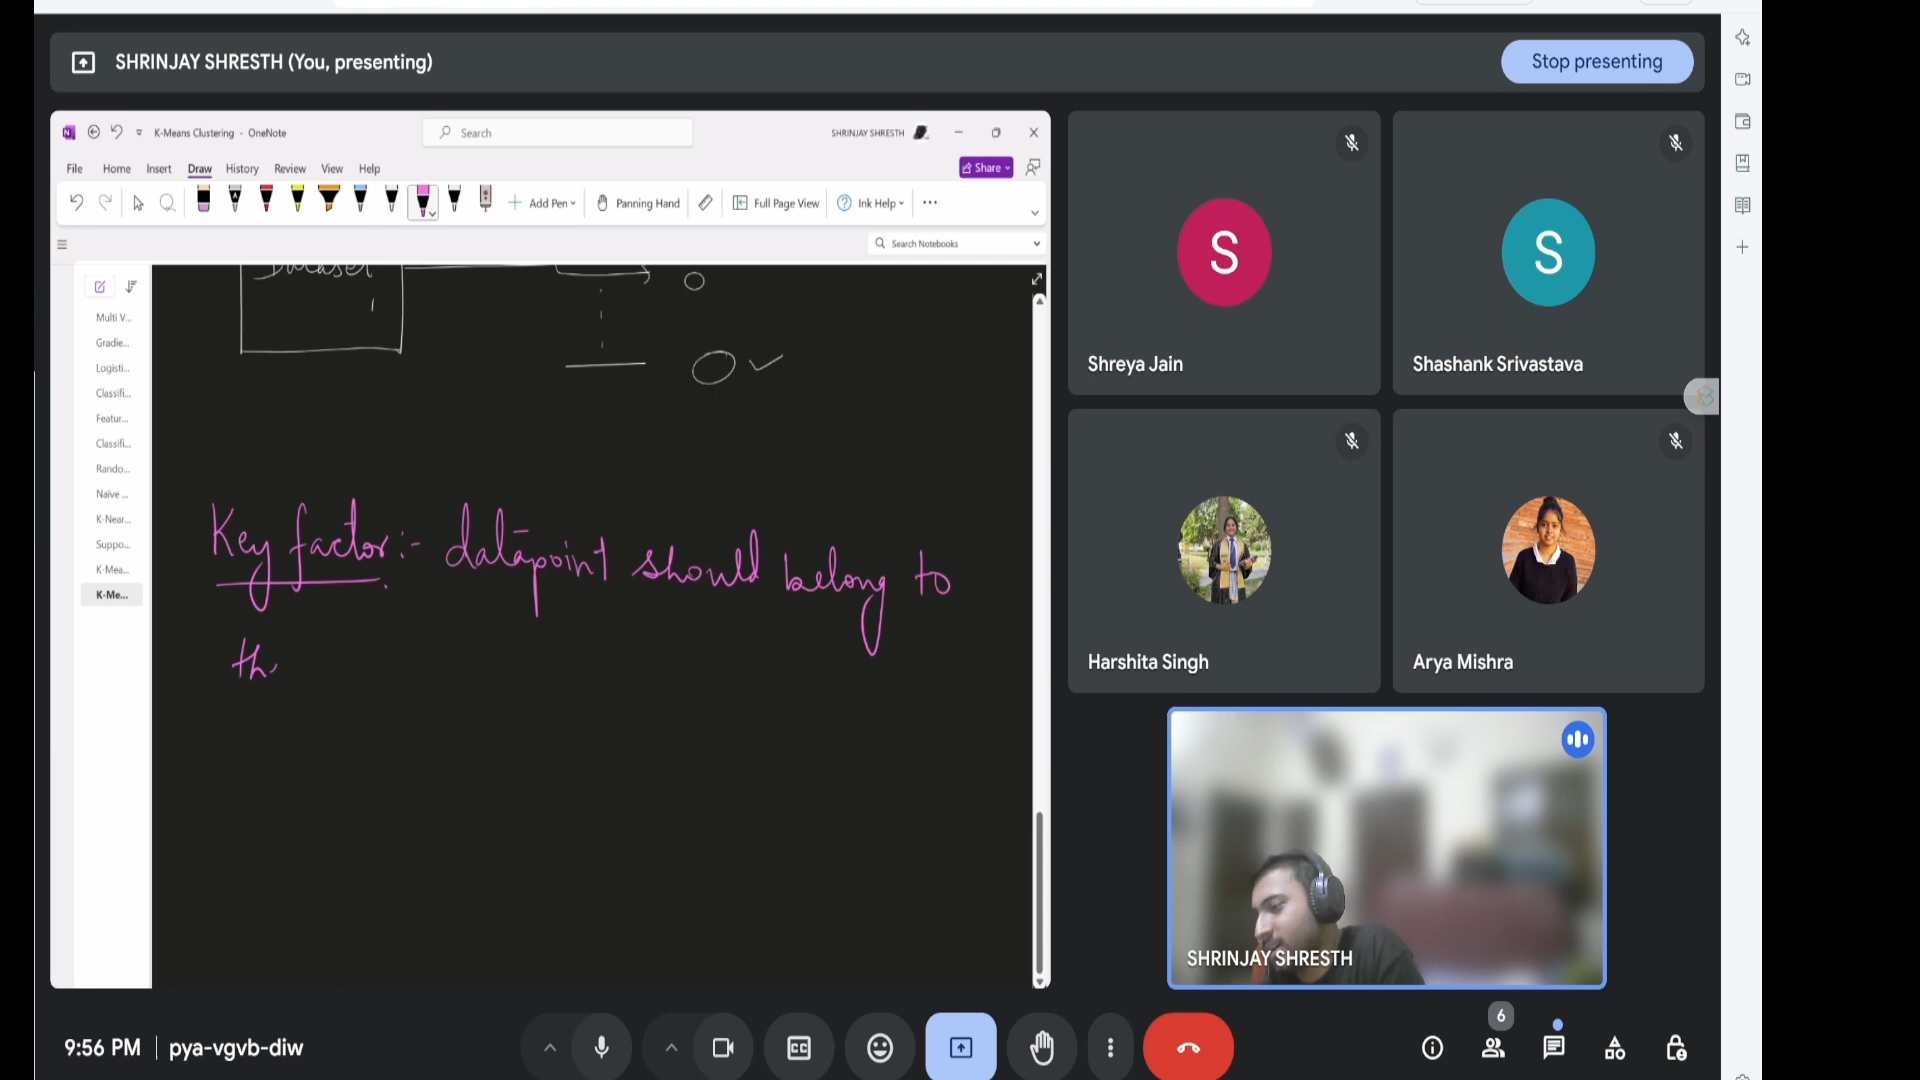 SHRINJAY SHRESTH (You, presenting)
Stop presenting
K-Means Clustering - OneNote
Search
SHRINJAY SHRESTH
File Home Insert Draw History Review View Help
Share
Add Pen
Panning Hand
Full Page View
Ink Help
Search Notebooks
Multi V...
Gradie...
Logisti...
Classifi...
Featur...
Classifi...
Rando...
Naive ...
K-Near...
Suppo...
K-Mea...
K-Me...
Dataset
Key factor:- datapoint should belong to
th
S
Shreya Jain
S
Shashank Srivastava
Harshita Singh
Arya Mishra
SHRINJAY SHRESTH
9:56 PM | pya-vgvb-diw
6